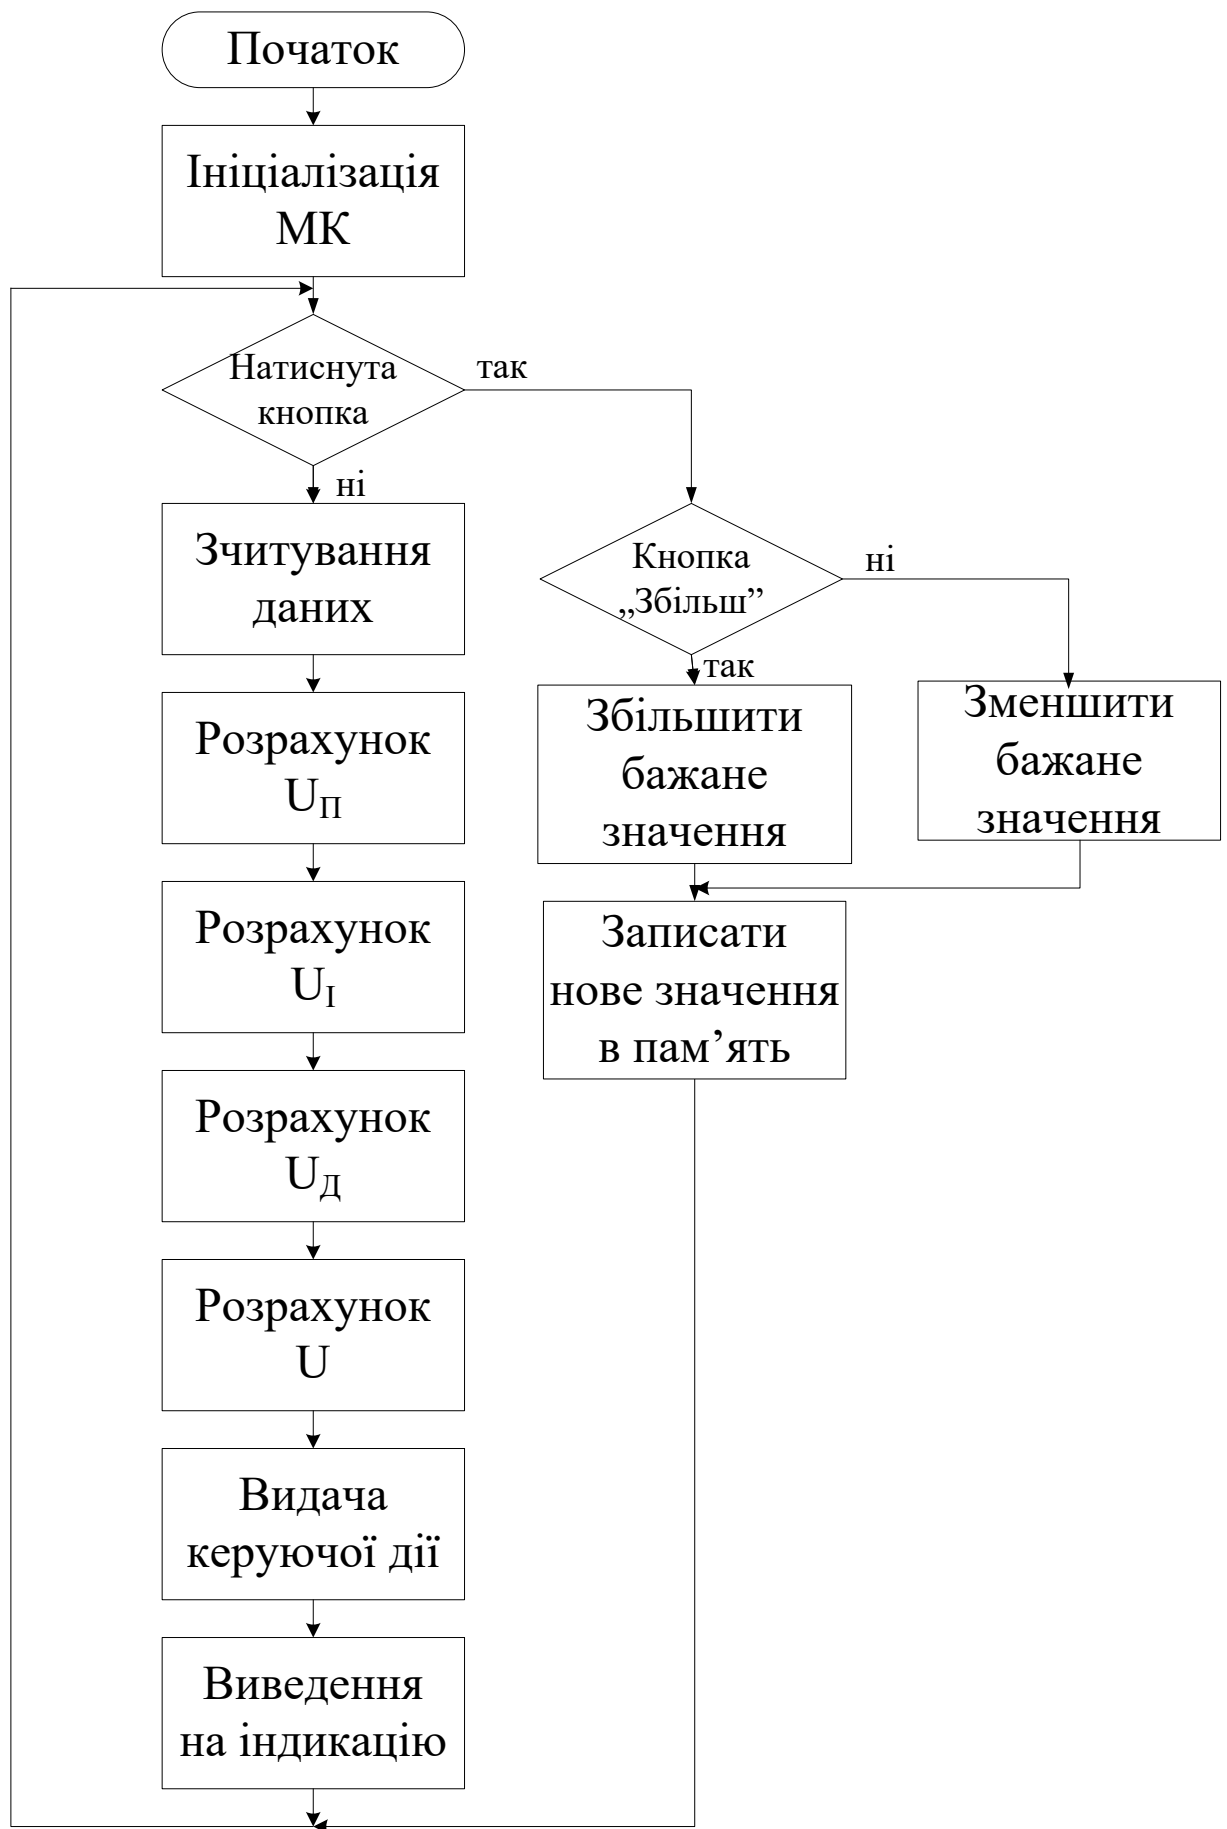 Початок
Ініціалізація
МК
Натиснута
кнопка
так
ні
Зчитування
даних
Кнопка
„Збільш”
ні
так
Розрахунок
UП
Збільшити
бажане
значення
Зменшити
бажане
значення
Розрахунок
UІ
Записати
нове значення
в пам’ять
Розрахунок
UД
Розрахунок
U
Видача
керуючої дії
Виведення
на індикацію